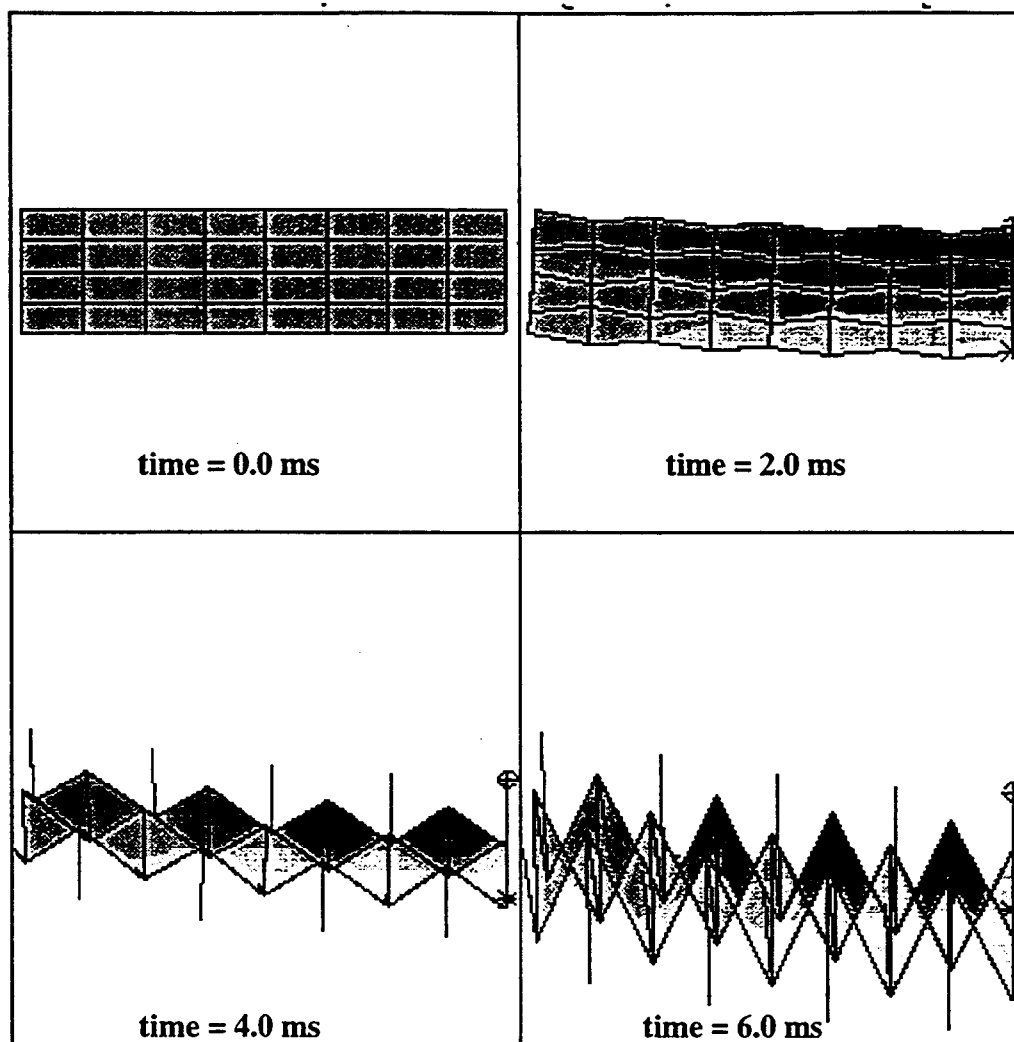 time = 0.0 ms
time = 2.0 ms
time = 4.0 ms
time = 6.0 ms